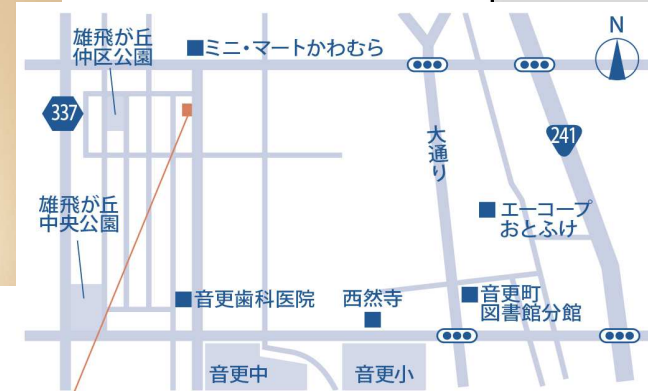 雄飛が丘
仲区公園
ミニ・マートかわむら
N
337
241
大通り
雄飛が丘
中央公園
エーコープ
おとふけ
音更歯科医院
西然寺
音更町
図書館分館
音更中
音更小